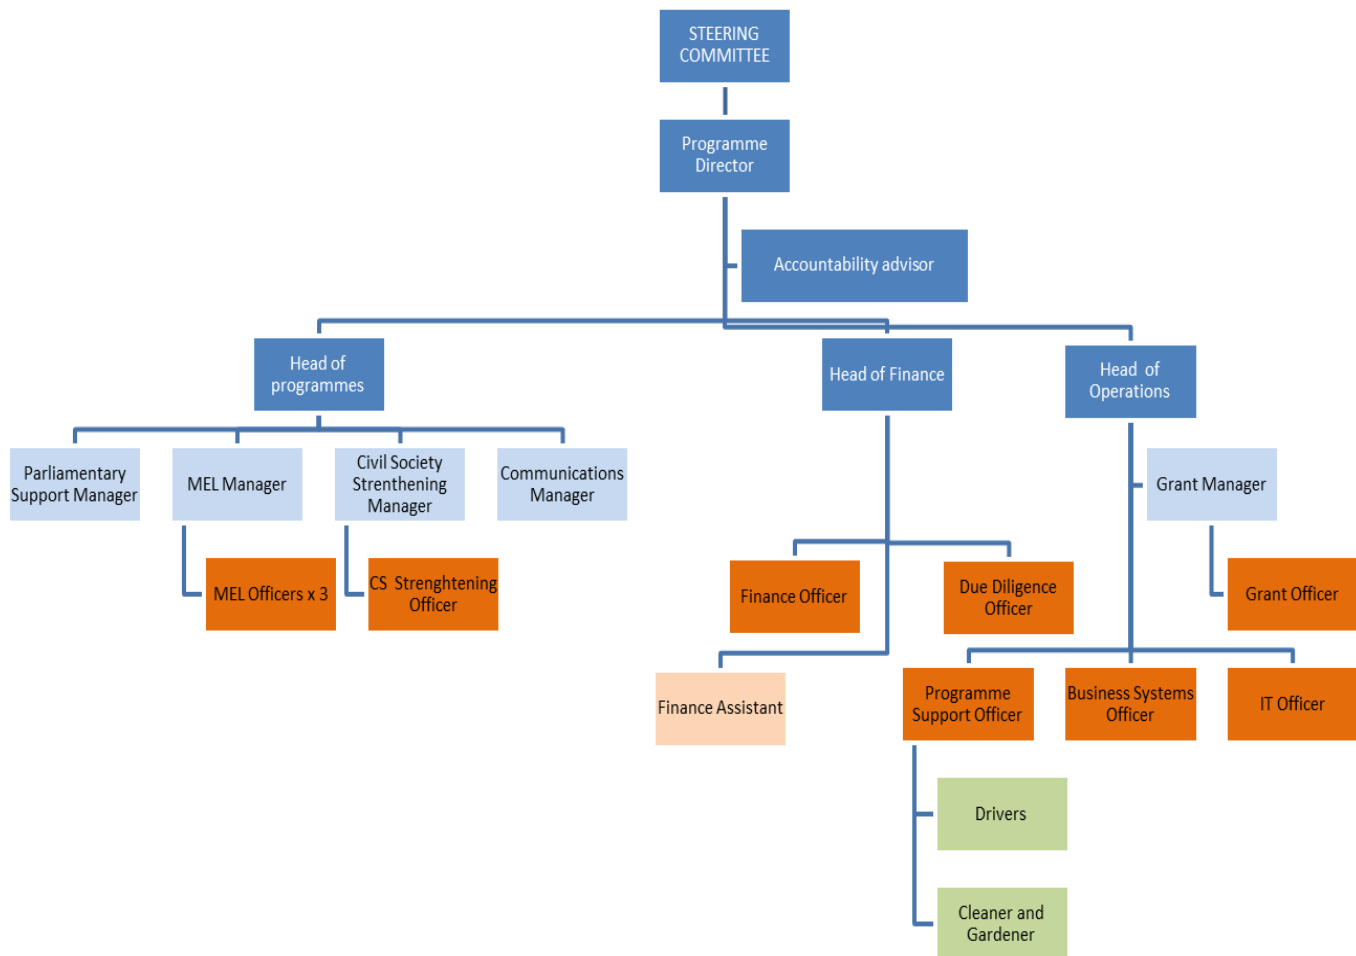 STEERING
COMMITTEE
Programme
Director
Accountability advisor
Head of
programmes
Head of Finance
Head of
Operations
Parliamentary
Support Manager
MEL Manager
Civil Society
Strenthening
Manager
Communications
Manager
Grant Manager
MEL Officers x 3
CS Strenghtening
Officer
Finance Officer
Due Diligence
Officer
Grant Officer
Finance Assistant
Programme
Support Officer
Business Systems
Officer
IT Officer
Drivers
Cleaner and
Gardener